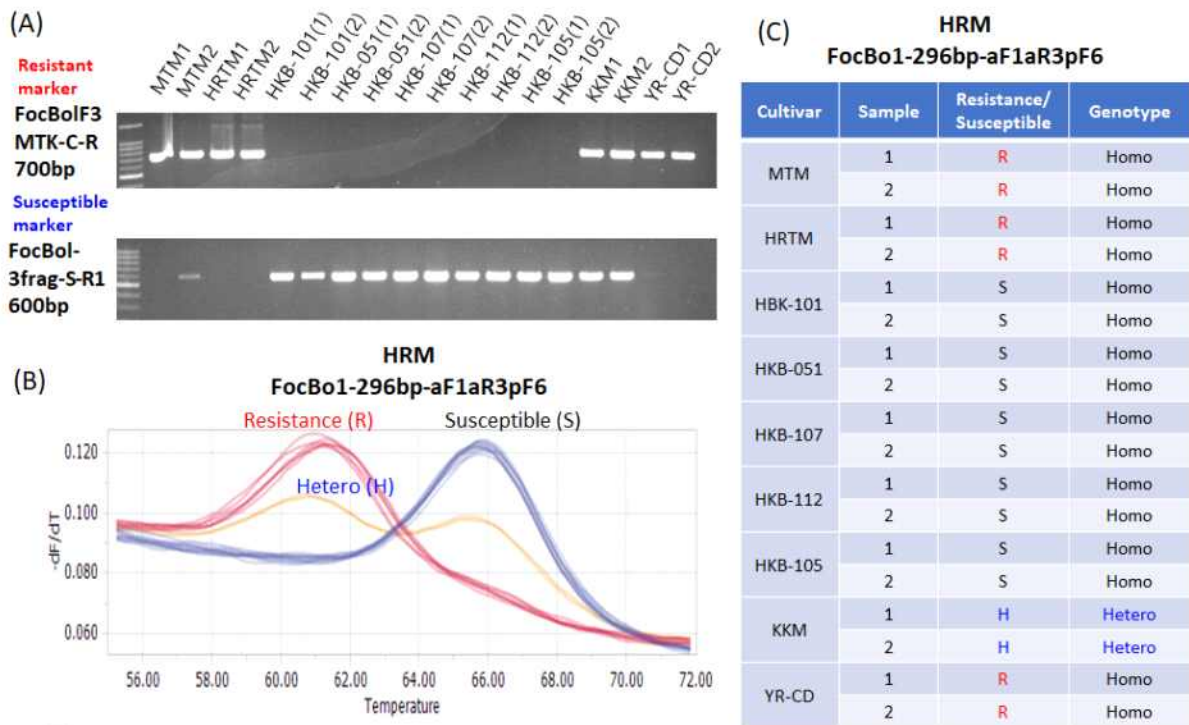 (A)
MTM1 MTM2 HRTM1 HRTM2 HKB-101(1) HKB-101(2) HKB-051(1) HKB-051(2) HKB-107(1) HKB-107(2) HKB-112(1) HKB-112(2) HKB-105(1) HKB-105(2) KKM1 KKM2 YR-CD1 YR-CD2
Resistant
marker
FocBolF3
MTK-C-R
700bp
Susceptible
marker
FocBol-
3frag-S-R1
600bp
(B)
HRM
FocBo1-296bp-aF1aR3pF6
Resistance (R)
Susceptible (S)
Hetero (H)
-dF/dT
0.120
0.100
0.080
0.060
56.00 58.00 60.00 62.00 64.00 66.00 68.00 70.00 72.00
Temperature
(C)
HRM
FocBo1-296bp-aF1aR3pF6
Cultivar Sample Resistance/ Susceptible Genotype
MTM 1 R Homo
2 R Homo
HRTM 1 R Homo
2 R Homo
HBK-101 1 S Homo
2 S Homo
HKB-051 1 S Homo
2 S Homo
HKB-107 1 S Homo
2 S Homo
HKB-112 1 S Homo
2 S Homo
HKB-105 1 S Homo
2 S Homo
KKM 1 H Hetero
2 H Hetero
YR-CD 1 R Homo
2 R Homo